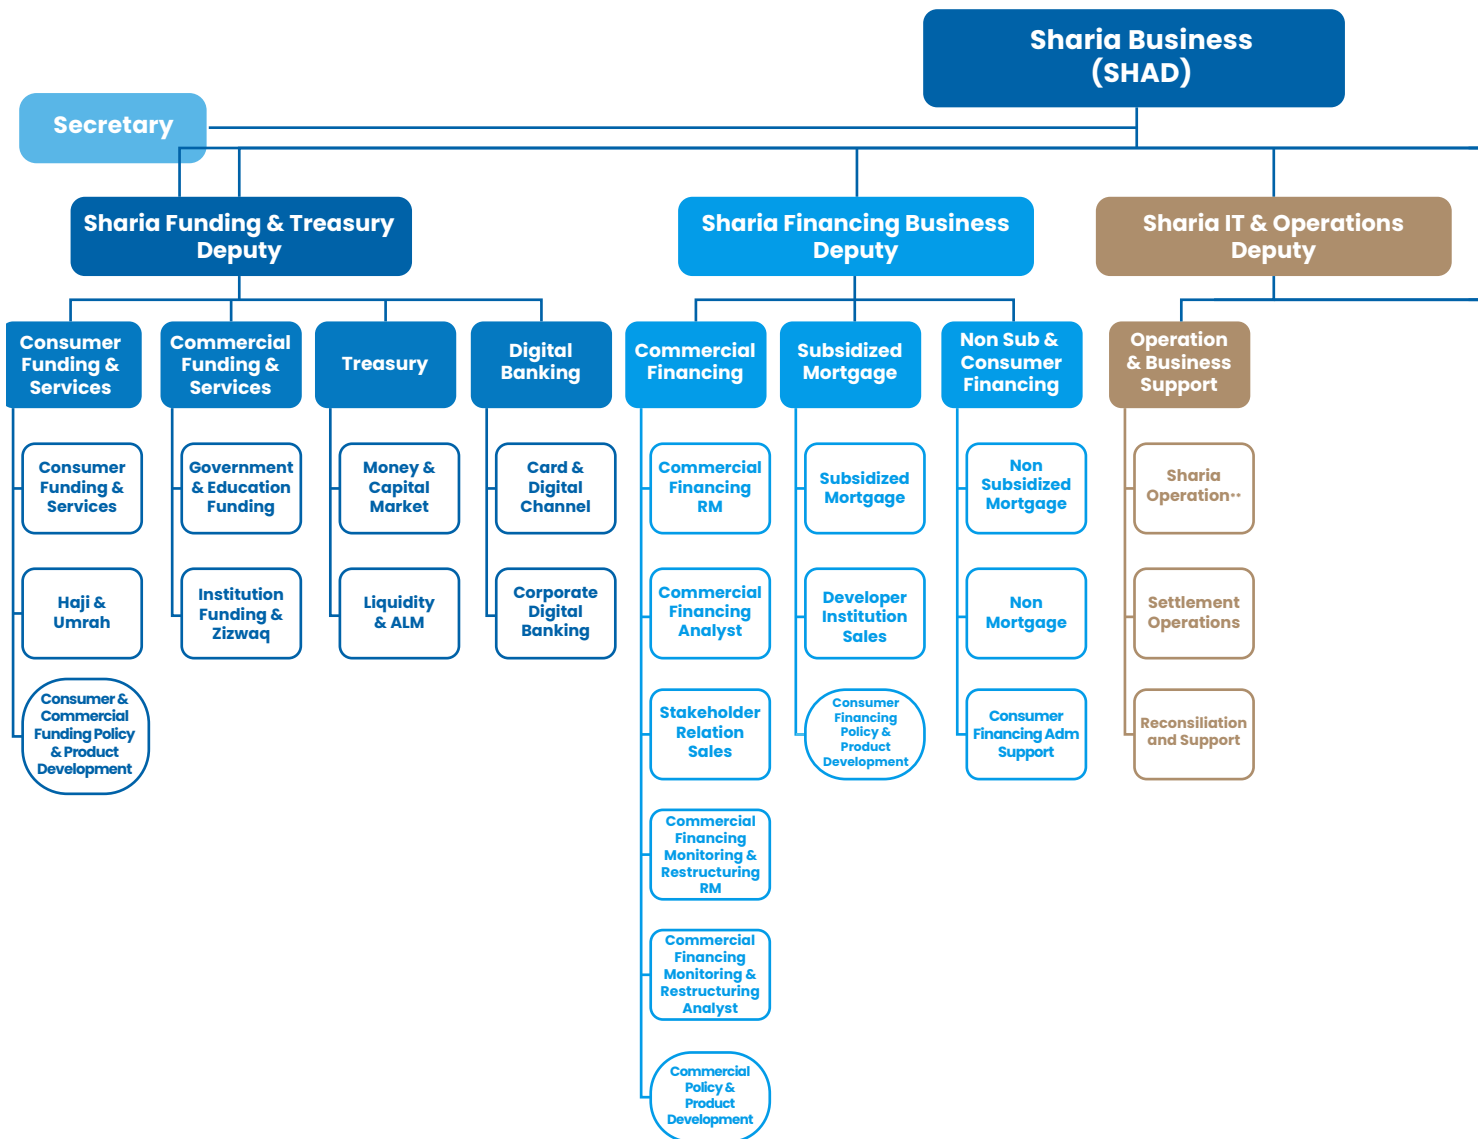 Sharia Business
(SHAD)
Secretary
Sharia Funding & Treasury
Deputy
Sharia Financing Business
Deputy
Sharia IT & Operations
Deputy
Consumer
Funding &
Services
Commercial
Funding &
Services
Treasury
Digital
Banking
Commercial
Financing
Subsidized
Mortgage
Non Sub &
Consumer
Financing
Operation
& Business
Support
Consumer
Funding &
Services
Government
& Education
Funding
Money &
Capital
Market
Card &
Digital
Channel
Commercial
Financing
RM
Subsidized
Mortgage
Non
Subsidized
Mortgage
Sharia
Operation**
Haji &
Umrah
Institution
Funding &
Zizwaq
Liquidity
& ALM
Corporate
Digital
Banking
Commercial
Financing
Analyst
Developer
Institution
Sales
Non
Mortgage
Settlement
Operations
Consumer &
Commercial
Funding Policy
& Product
Development
Stakeholder
Relation
Sales
Consumer
Financing
Policy &
Product
Development
Consumer
Financing Adm
Support
Reconsiliation
and Support
Commercial
Financing
Monitoring &
Restructuring
RM
Commercial
Financing
Monitoring &
Restructuring
Analyst
Commercial
Policy &
Product
Development